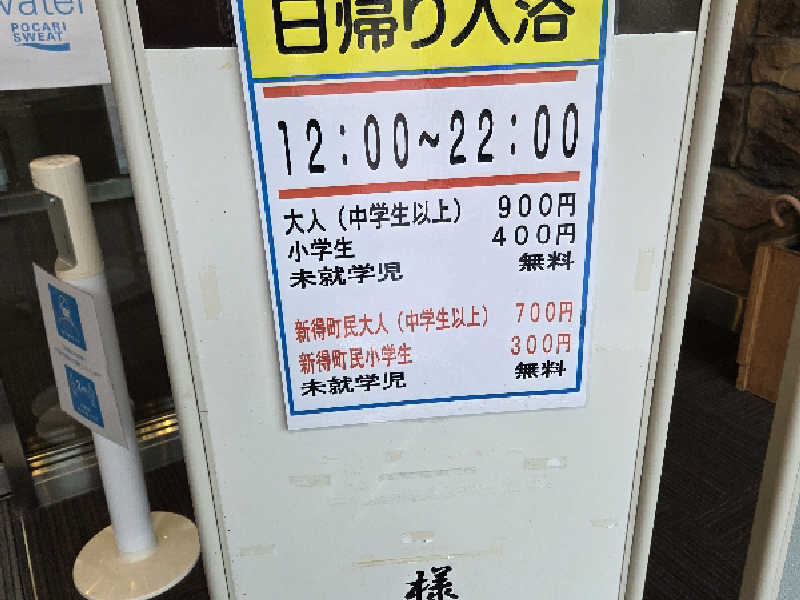 water
POCARI
SWEAT
日帰り入浴
12:00~22:00
大人（中学生以上） 900円
小学生 400円
未就学児 無料
新得町民大人（中学生以上） 700円
新得町民小学生 300円
未就学児 無料
様